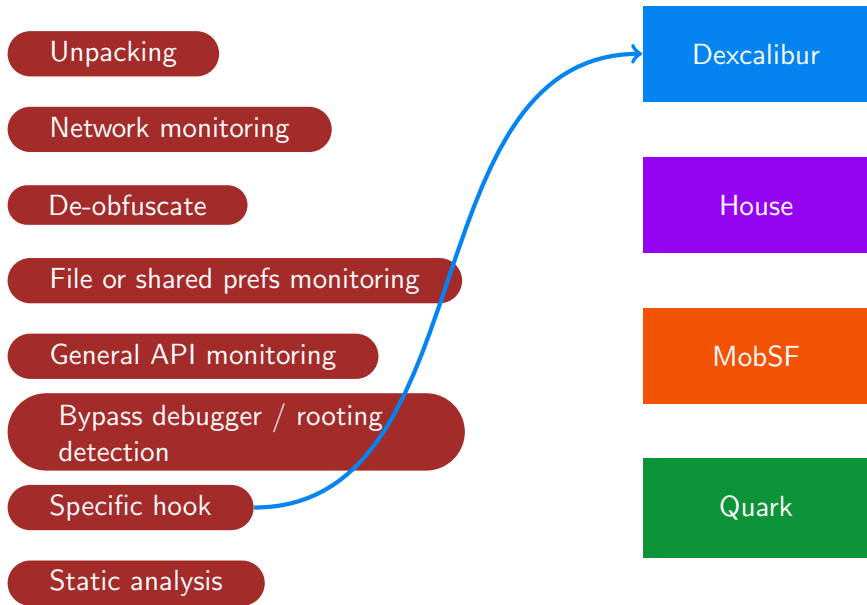 Unpacking
Network monitoring
De-obfuscate
File or shared prefs monitoring
General API monitoring
Bypass debugger / rooting
detection
Specific hook
Static analysis
Dexcalibur
House
MobSF
Quark